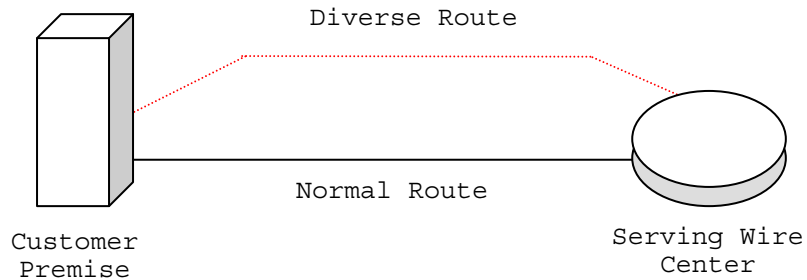 Diverse Route
Normal Route
Customer
Premise
Serving Wire
Center